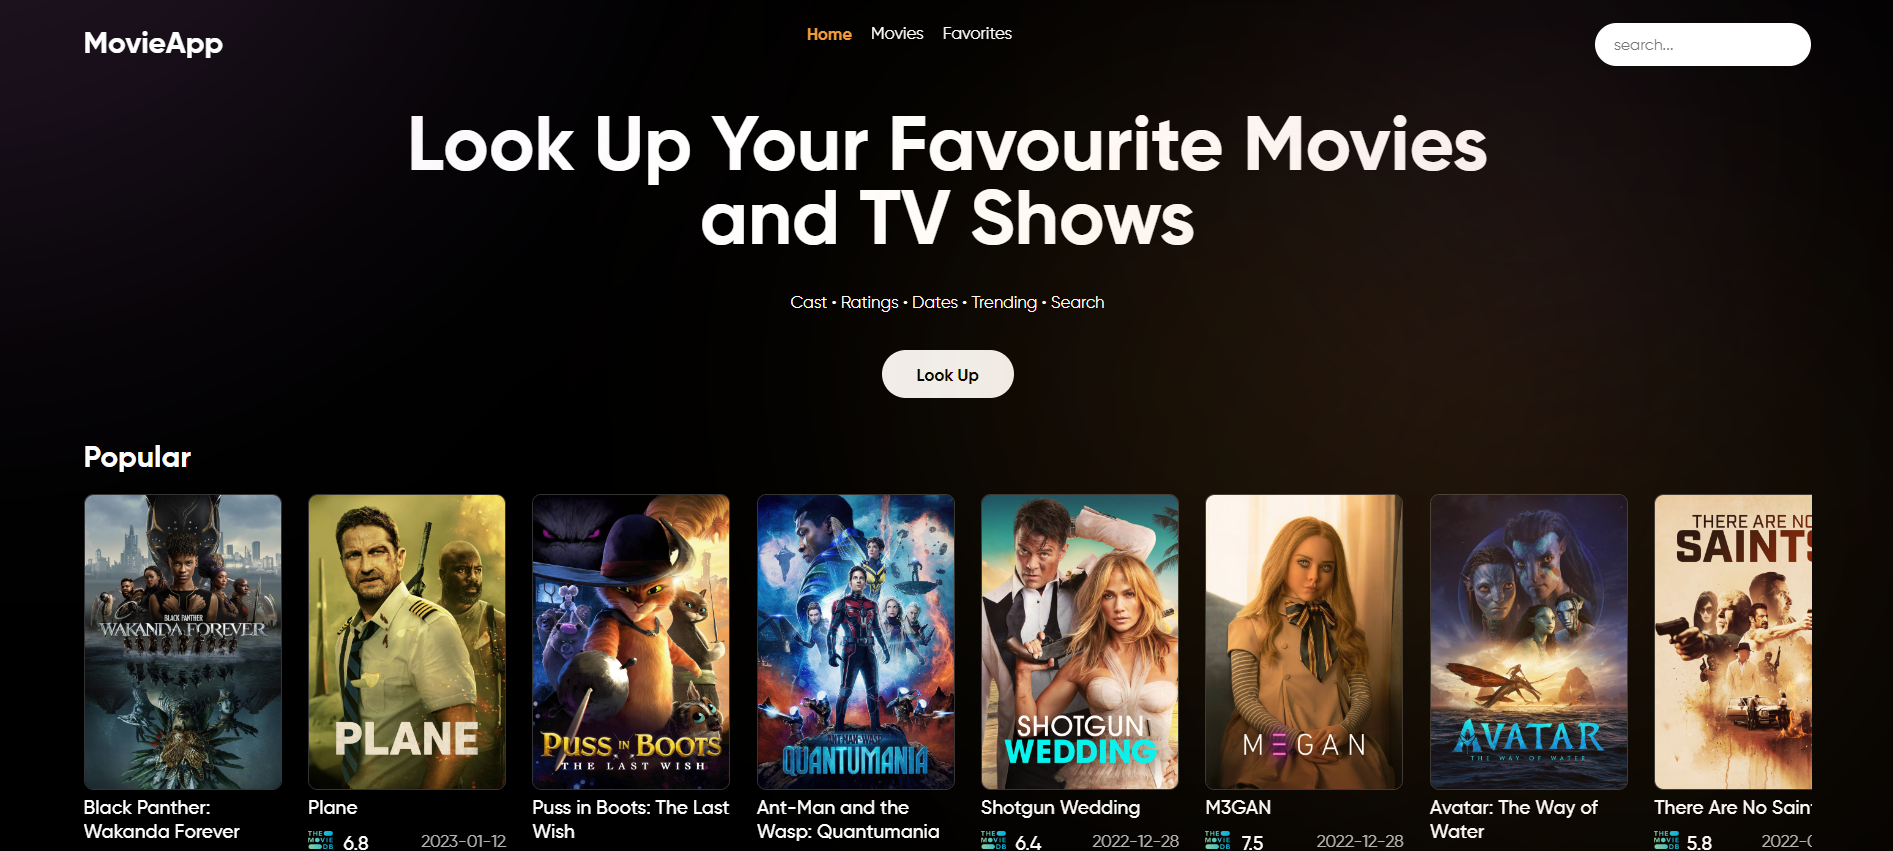 MovieApp
Home Movies Favorites
search...
Look Up Your Favourite Movies
and TV Shows
Cast • Ratings • Dates • Trending • Search
Look Up
Popular
BLACK PANTHER
WAKANDA FOREVER
PLANE
PUSS IN BOOTS
THE LAST WISH
ANT-MAN AND THE WASP
QUANTUMANIA
SHOTGUN
WEDDING
M3GAN
AVATAR
THE WAY OF WATER
THERE ARE NO
SAINTS
Black Panther:
Wakanda Forever
Plane
THE MOVIE DB 6.8 2023-01-12
Puss in Boots: The Last
Wish
Ant-Man and the
Wasp: Quantumania
Shotgun Wedding
THE MOVIE DB 6.4 2022-12-28
M3GAN
THE MOVIE DB 7.5 2022-12-28
Avatar: The Way of
Water
There Are No Sain
THE MOVIE DB 5.8 2022-0